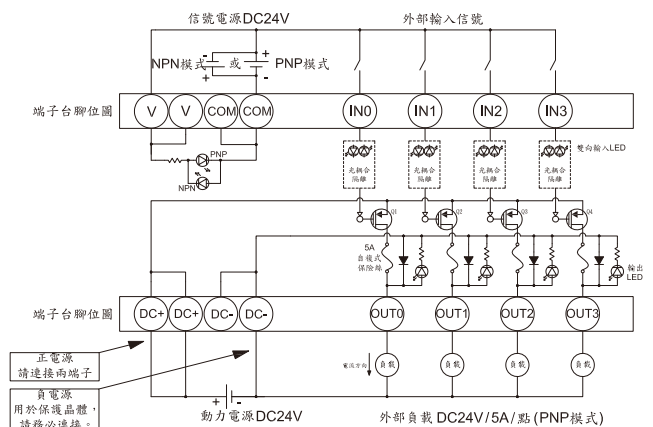 信號電源DC24V
外部輸入信號
NPN模式
或
PNP模式
- +
+ -
端子台腳位圖
V
V
COM
COM
IN0
IN1
IN2
IN3
PNP
NPN
光耦合
隔離
光耦合
隔離
光耦合
隔離
光耦合
隔離
雙向輸入LED
Q1
Q2
Q3
Q4
5A
自復式
保險絲
輸出
LED
端子台腳位圖
DC+
DC+
DC-
DC-
OUT0
OUT1
OUT2
OUT3
正電源
請連接兩端子
負電源
用於保護晶體，
請務必連接。
電流方向
負載
負載
負載
負載
+ -
動力電源DC24V
外部負載 DC24V/5A/點(PNP模式)